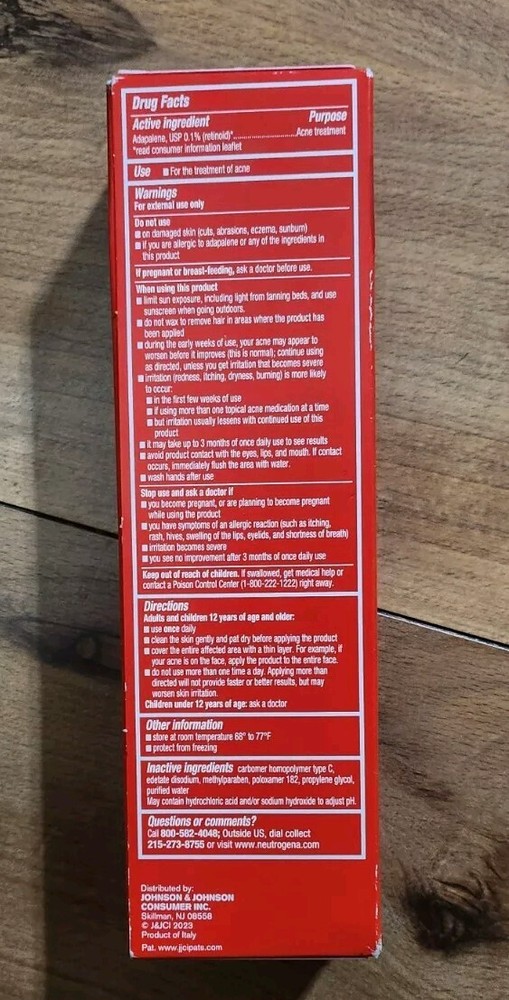 Drug Facts
Active ingredient Purpose
Adapalene, USP 0.1% (retinoid)*........................Acne treatment
*read consumer information leaflet
Use ■ For the treatment of acne
Warnings
For external use only
Do not use
■ on damaged skin (cuts, abrasions, eczema, sunburn)
■ if you are allergic to adapalene or any of the ingredients in
this product
If pregnant or breast-feeding, ask a doctor before use.
When using this product
■ limit sun exposure, including light from tanning beds, and use
sunscreen when going outdoors.
■ do not wax to remove hair in areas where the product has
been applied
■ during the early weeks of use, your acne may appear to
worsen before it improves (this is normal); continue using
as directed, unless you get irritation that becomes severe
■ irritation (redness, itching, dryness, burning) is more likely
to occur:
■ in the first few weeks of use
■ if using more than one topical acne medication at a time
■ but irritation usually lessens with continued use of this
product
■ it may take up to 3 months of once daily use to see results
■ avoid product contact with the eyes, lips, and mouth. If contact
occurs, immediately flush the area with water.
■ wash hands after use
Stop use and ask a doctor if
■ you become pregnant, or are planning to become pregnant
while using the product
■ you have symptoms of an allergic reaction (such as itching,
rash, hives, swelling of the lips, eyelids, and shortness of breath)
■ irritation becomes severe
■ you see no improvement after 3 months of once daily use
Keep out of reach of children. If swallowed, get medical help or
contact a Poison Control Center (1-800-222-1222) right away.
Directions
Adults and children 12 years of age and older:
■ use once daily
■ clean the skin gently and pat dry before applying the product
■ cover the entire affected area with a thin layer. For example, if
your acne is on the face, apply the product to the entire face.
■ do not use more than one time a day. Applying more than
directed will not provide faster or better results, but may
worsen skin irritation.
Children under 12 years of age: ask a doctor
Other information
■ store at room temperature 68° to 77°F
■ protect from freezing
Inactive ingredients carbomer homopolymer type C,
edetate disodium, methylparaben, poloxamer 182, propylene glycol,
purified water
May contain hydrochloric acid and/or sodium hydroxide to adjust pH.
Questions or comments?
Call 800-582-4048; Outside US, dial collect
215-273-8755 or visit www.neutrogena.com
Distributed by:
JOHNSON & JOHNSON
CONSUMER INC.
Skillman, NJ 08558
© J&JCI 2023
Product of Italy
Pat. www.jjcipats.com